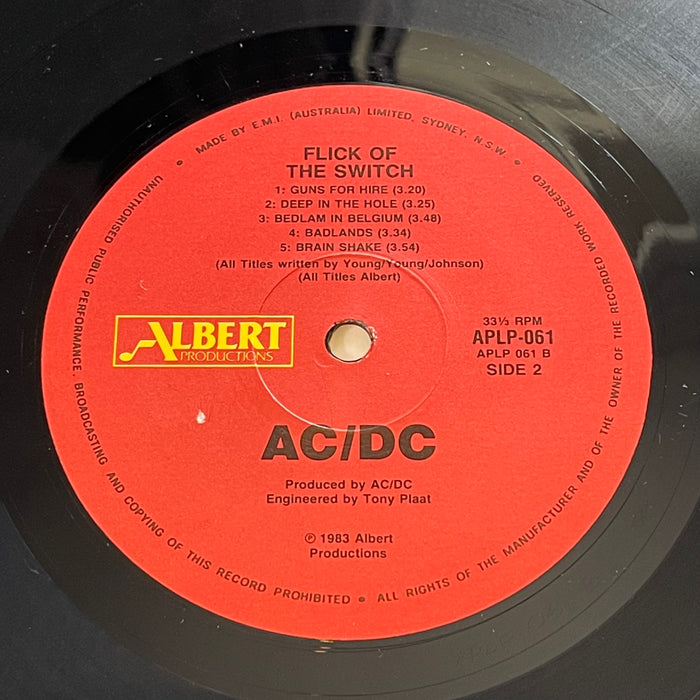 MADE BY E.M.I. (AUSTRALIA) LIMITED, SYDNEY, N.S.W.
FLICK OF
THE SWITCH
1: GUNS FOR HIRE (3.20)
2: DEEP IN THE HOLE (3.25)
3: BEDLAM IN BELGIUM (3.48)
4: BADLANDS (3.34)
5: BRAIN SHAKE (3.54)
(All Titles written by Young/Young/Johnson)
(All Titles Albert)
ALBERT
PRODUCTIONS
33⅓ RPM
APLP-061
APLP 061 B
SIDE 2
AC/DC
Produced by AC/DC
Engineered by Tony Plaat
℗ 1983 Albert
Productions
UNAUTHORISED PUBLIC PERFORMANCE, BROADCASTING AND COPYING OF THIS RECORD PROHIBITED • ALL RIGHTS OF THE MANUFACTURER AND OF THE OWNER OF THE RECORDED WORK RESERVED